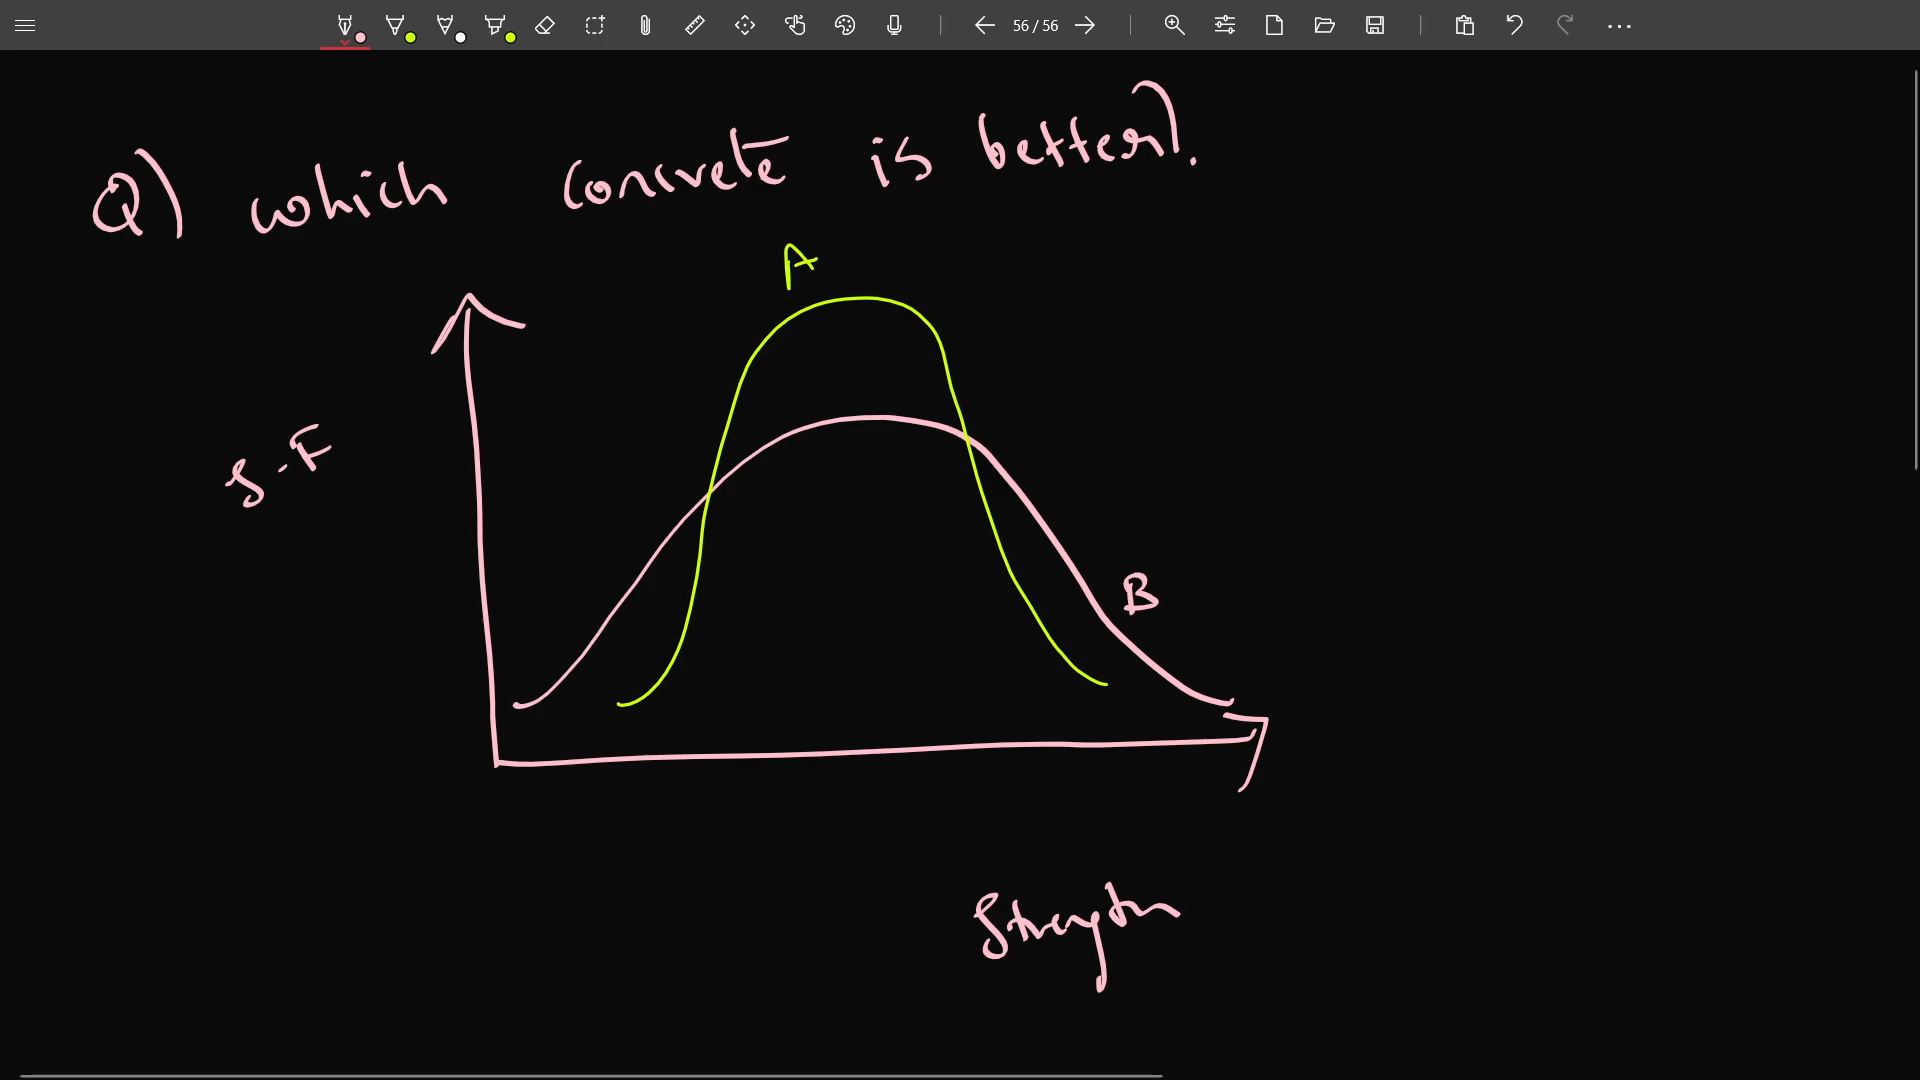 56 / 56
Q) which concrete is better?
A
S.F
B
Strength